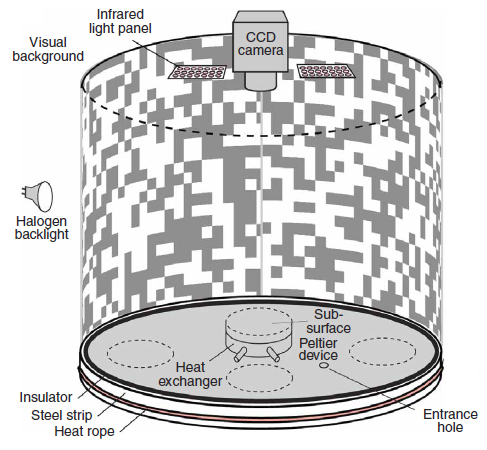 Infrared
light panel
Visual
background
CCD
camera
Halogen
backlight
Sub-
surface
Peltier
device
Heat
exchanger
Insulator
Steel strip
Heat rope
Entrance
hole